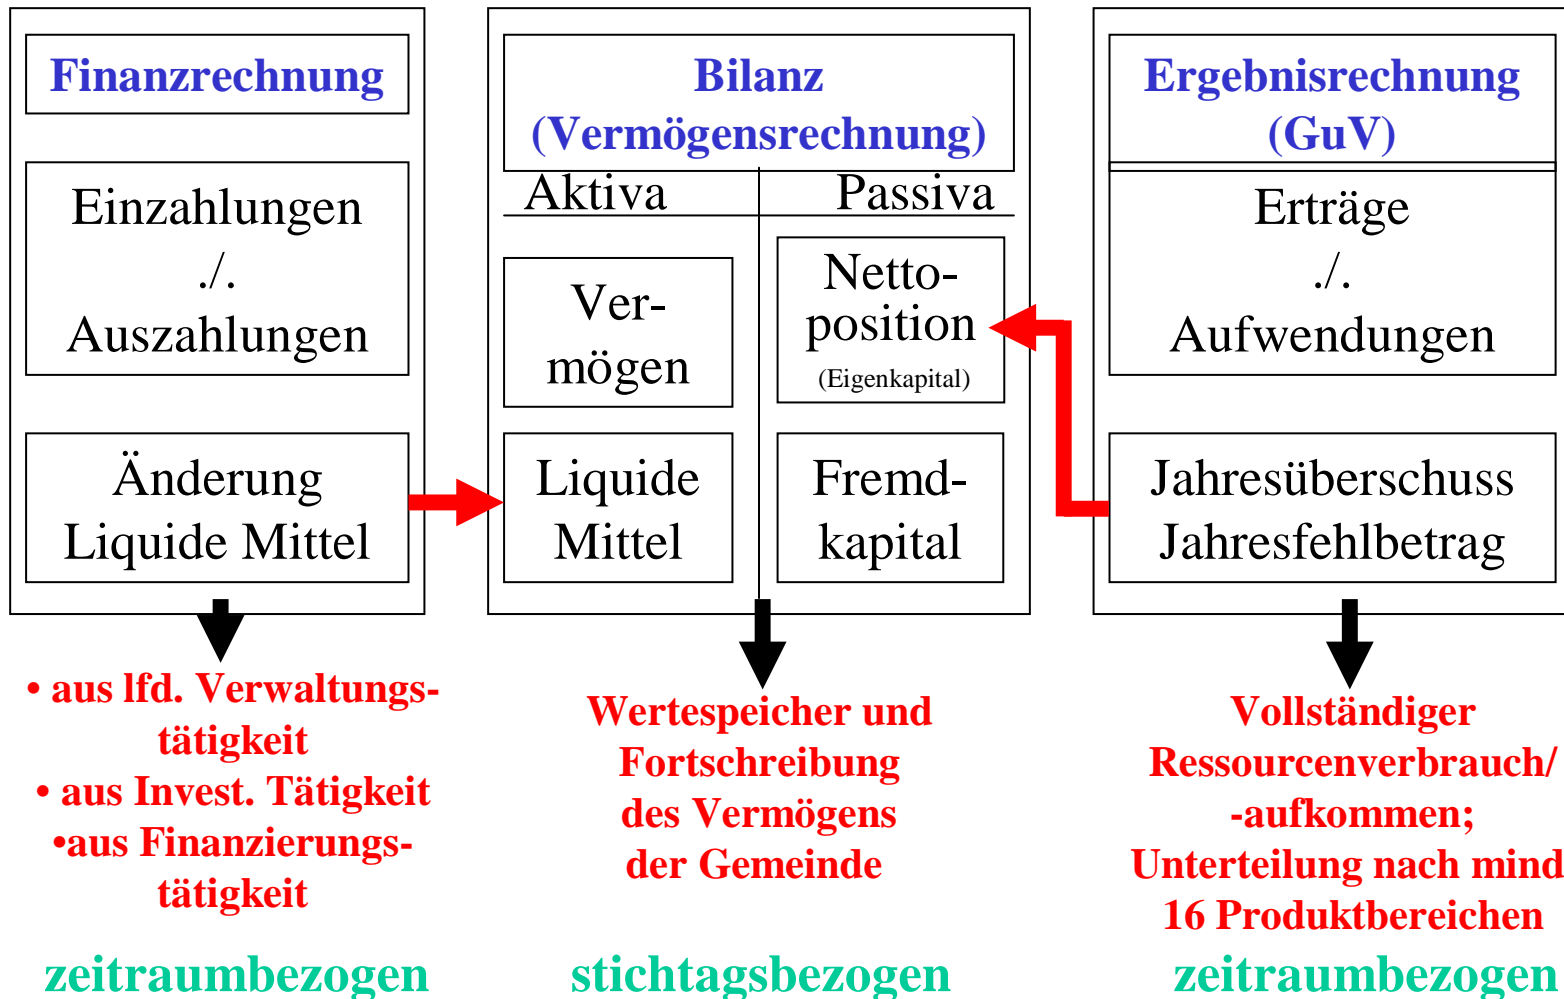 Finanzrechnung
Einzahlungen
./.
Auszahlungen
Änderung
Liquide Mittel
• aus lfd. Verwaltungs-
tätigkeit
• aus Invest. Tätigkeit
•aus Finanzierungs-
tätigkeit
zeitraumbezogen
Bilanz
(Vermögensrechnung)
Aktiva
Passiva
Ver-
mögen
Netto-
position
(Eigenkapital)
Liquide
Mittel
Fremd-
kapital
Wertespeicher und
Fortschreibung
des Vermögens
der Gemeinde
stichtagsbezogen
Ergebnisrechnung
(GuV)
Erträge
./.
Aufwendungen
Jahresüberschuss
Jahresfehlbetrag
Vollständiger
Ressourcenverbrauch/
-aufkommen;
Unterteilung nach mind
16 Produktbereichen
zeitraumbezogen